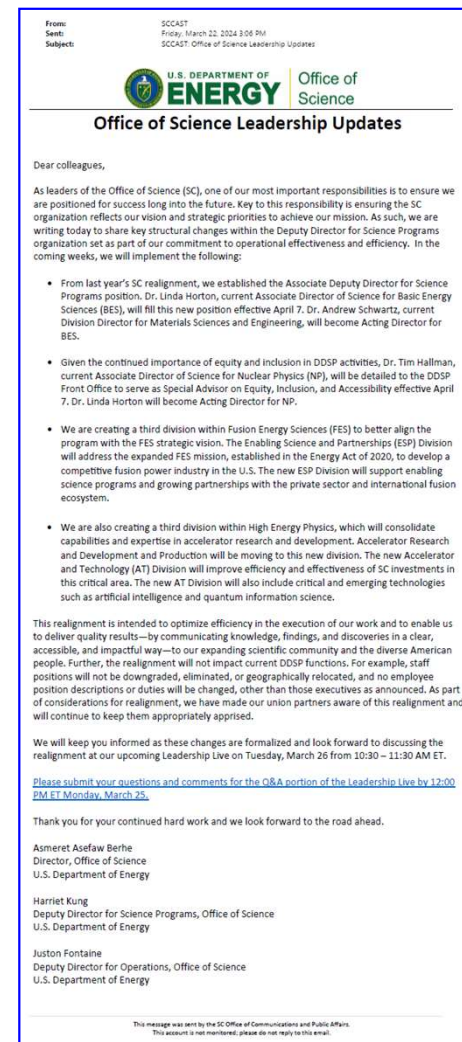 From: SCCAST
Sent: Friday, March 22, 2024 3:06 PM
Subject: SCCAST: Office of Science Leadership Updates
U.S. DEPARTMENT OF
ENERGY
Office of
Science
Office of Science Leadership Updates
Dear colleagues,
As leaders of the Office of Science (SC), one of our most important responsibilities is to ensure we
are positioned for success long into the future. Key to this responsibility is ensuring the SC
organization reflects our vision and strategic priorities to achieve our mission. As such, we are
writing today to share key structural changes within the Deputy Director for Science Programs
organization set as part of our commitment to operational effectiveness and efficiency. In the
coming weeks, we will implement the following:
• From last year's SC realignment, we established the Associate Deputy Director for Science
Programs position. Dr. Linda Horton, current Associate Director of Science for Basic Energy
Sciences (BES), will fill this new position effective April 7. Dr. Andrew Schwartz, current
Division Director for Materials Sciences and Engineering, will become Acting Director for
BES.
• Given the continued importance of equity and inclusion in DDSP activities, Dr. Tim Hallman,
current Associate Director of Science for Nuclear Physics (NP), will be detailed to the DDSP
Front Office to serve as Special Advisor on Equity, Inclusion, and Accessibility effective April
7. Dr. Linda Horton will become Acting Director for NP.
• We are creating a third division within Fusion Energy Sciences (FES) to better align the
program with the FES strategic vision. The Enabling Science and Partnerships (ESP) Division
will address the expanded FES mission, established in the Energy Act of 2020, to develop a
competitive fusion power industry in the U.S. The new ESP Division will support enabling
science programs and growing partnerships with the private sector and international fusion
ecosystem.
• We are also creating a third division within High Energy Physics, which will consolidate
capabilities and expertise in accelerator research and development. Accelerator Research
and Development and Production will be moving to this new division. The new Accelerator
and Technology (AT) Division will improve efficiency and effectiveness of SC investments in
this critical area. The new AT Division will also include critical and emerging technologies
such as artificial intelligence and quantum information science.
This realignment is intended to optimize efficiency in the execution of our work and to enable us
to deliver quality results—by communicating knowledge, findings, and discoveries in a clear,
accessible, and impactful way—to our expanding scientific community and the diverse American
people. Further, the realignment will not impact current DDSP functions. For example, staff
positions will not be downgraded, eliminated, or geographically relocated, and no employee
position descriptions or duties will be changed, other than those executives as announced. As part
of considerations for realignment, we have made our union partners aware of this realignment and
will continue to keep them appropriately apprised.
We will keep you informed as these changes are formalized and look forward to discussing the
realignment at our upcoming Leadership Live on Tuesday, March 26 from 10:30 – 11:30 AM ET.
Please submit your questions and comments for the Q&A portion of the Leadership Live by 12:00
PM ET Monday, March 25.
Thank you for your continued hard work and we look forward to the road ahead.
Asmeret Asefaw Berhe
Director, Office of Science
U.S. Department of Energy
Harriet Kung
Deputy Director for Science Programs, Office of Science
U.S. Department of Energy
Juston Fontaine
Deputy Director for Operations, Office of Science
U.S. Department of Energy
This message was sent by the SC Office of Communications and Public Affairs.
This account is not monitored; please do not reply to this email.